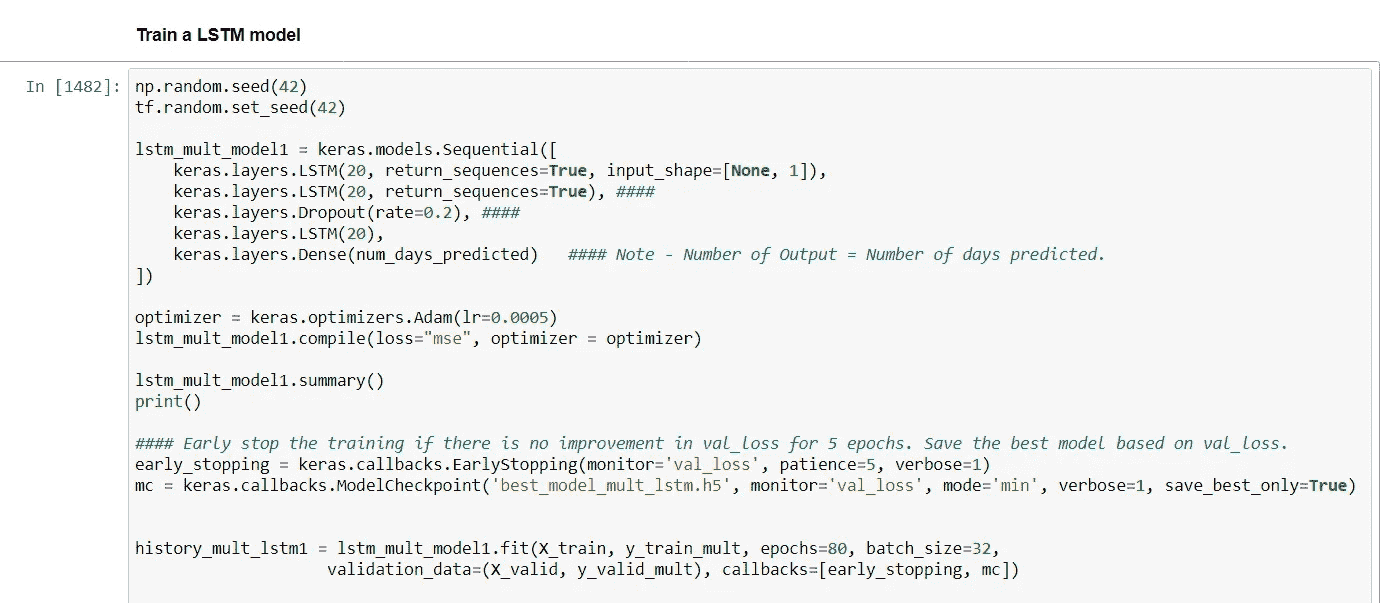 Train a LSTM model
In [1482]:
np.random.seed(42)
tf.random.set_seed(42)
lstm_mult_model1 = keras.models.Sequential([
    keras.layers.LSTM(20, return_sequences=True, input_shape=[None, 1]),
    keras.layers.LSTM(20, return_sequences=True), ####
    keras.layers.Dropout(rate=0.2), ####
    keras.layers.LSTM(20),
    keras.layers.Dense(num_days_predicted)   #### Note - Number of Output = Number of days predicted.
])
optimizer = keras.optimizers.Adam(lr=0.0005)
lstm_mult_model1.compile(loss="mse", optimizer = optimizer)
lstm_mult_model1.summary()
print()
#### Early stop the training if there is no improvement in val_loss for 5 epochs. Save the best model based on val_loss.
early_stopping = keras.callbacks.EarlyStopping(monitor='val_loss', patience=5, verbose=1)
mc = keras.callbacks.ModelCheckpoint('best_model_mult_lstm.h5', monitor='val_loss', mode='min', verbose=1, save_best_only=True)
history_mult_lstm1 = lstm_mult_model1.fit(X_train, y_train_mult, epochs=80, batch_size=32,
                    validation_data=(X_valid, y_valid_mult), callbacks=[early_stopping, mc])